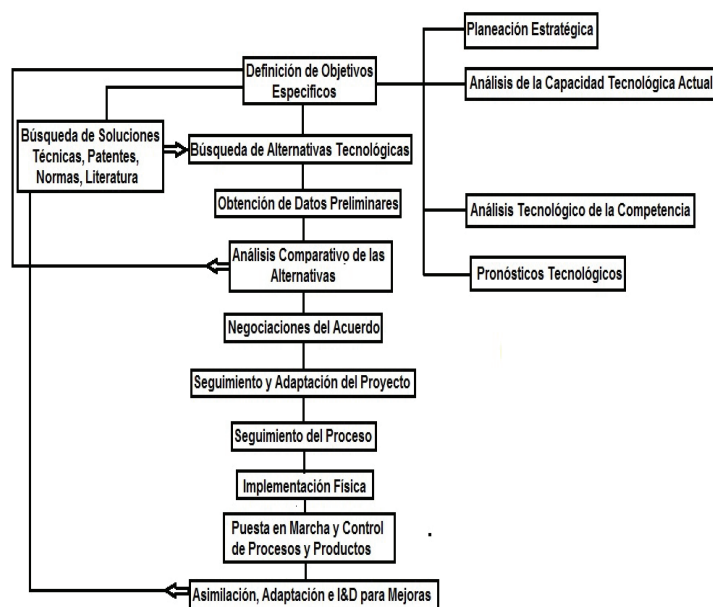 Planeación Estratégica
Definición de Objetivos
Especificos
Análisis de la Capacidad Tecnológica Actual
Búsqueda de Soluciones
Técnicas, Patentes,
Normas, Literatura
Búsqueda de Alternativas Tecnológicas
Obtención de Datos Preliminares
Análisis Tecnológico de la Competencia
Análisis Comparativo de las
Alternativas
Pronósticos Tecnológicos
Negociaciones del Acuerdo
Seguimiento y Adaptación del Proyecto
Seguimiento del Proceso
Implementación Física
Puesta en Marcha y Control
de Procesos y Productos
Asimilación, Adaptación e I&D para Mejoras